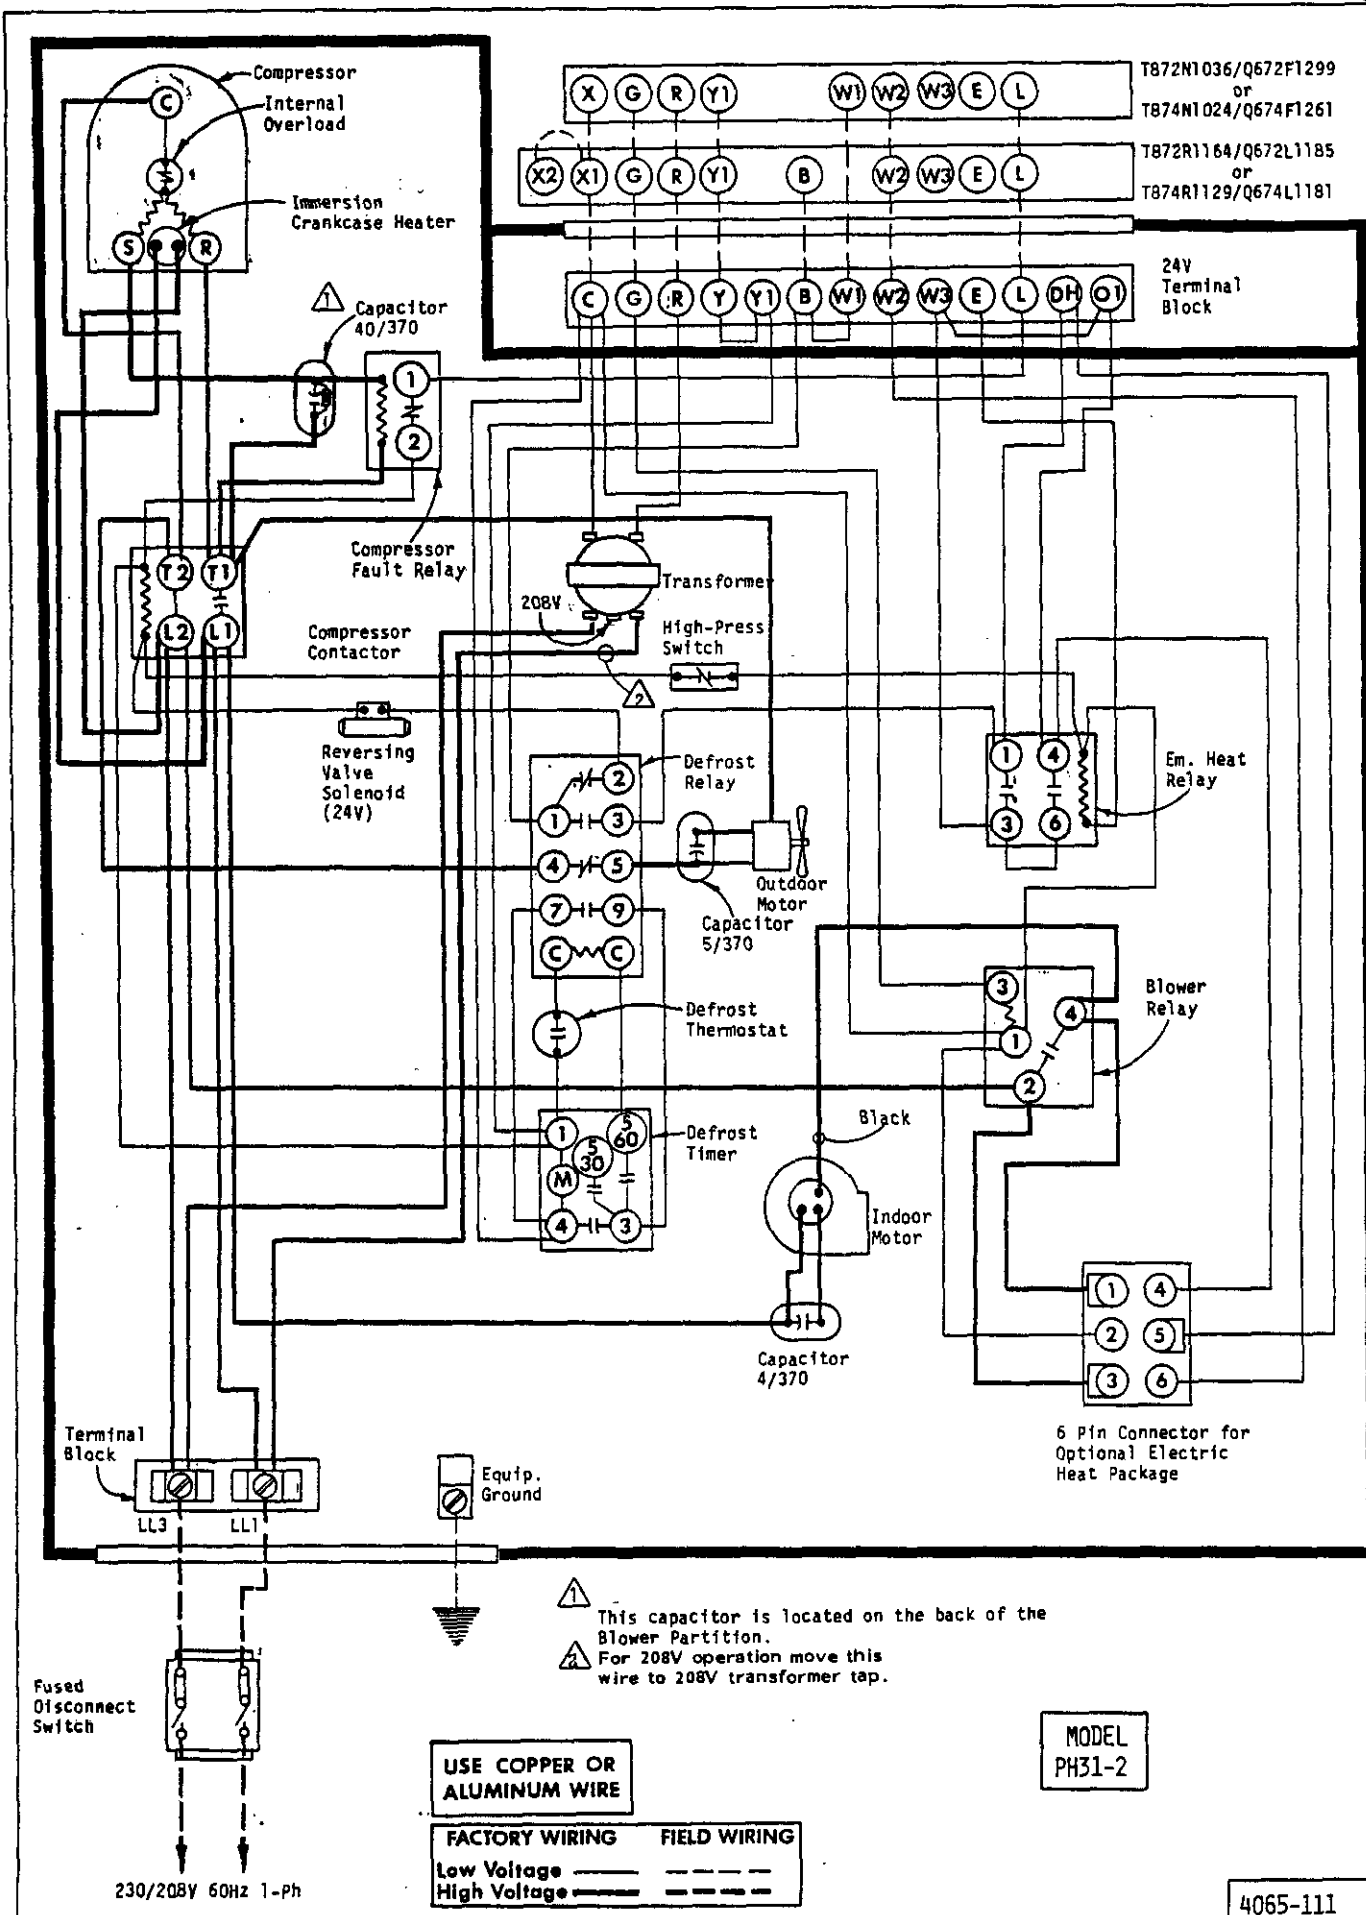 Compressor
Internal
Overload
Immersion
Crankcase Heater
C
S
R
X G R Y1 W1 W2 W3 E L
T872N1036/Q672F1299
or
T874N1024/Q674F1261
X2 X1 G R Y1 B W2 W3 E L
T872R1164/Q672L1185
or
T874R1129/Q674L1181
C G R Y Y1 B W1 W2 W3 E L DH O1
24V
Terminal
Block
1
Capacitor
40/370
1
2
Compressor
Fault Relay
T2 T1
L2 L1
Compressor
Contactor
Transformer
208V
High-Press
Switch
2
Reversing
Valve
Solenoid
(24V)
Defrost
Relay
2
1 3
4 5
7 9
C C
Outdoor
Motor
Capacitor
5/370
1 4
3 6
Em. Heat
Relay
Defrost
Thermostat
3
4
1
2
Blower
Relay
1
5
30
5
60
M
4 3
Defrost
Timer
Black
Indoor
Motor
Capacitor
4/370
1 4
2 5
3 6
6 Pin Connector for
Optional Electric
Heat Package
Terminal
Block
LL3 LL1
Equip.
Ground
1
This capacitor is located on the back of the
Blower Partition.
2
For 208V operation move this
wire to 208V transformer tap.
Fused
Disconnect
Switch
230/208V 60Hz 1-Ph
USE COPPER OR
ALUMINUM WIRE
FACTORY WIRING FIELD WIRING
Low Voltage
High Voltage
MODEL
PH31-2
4065-111